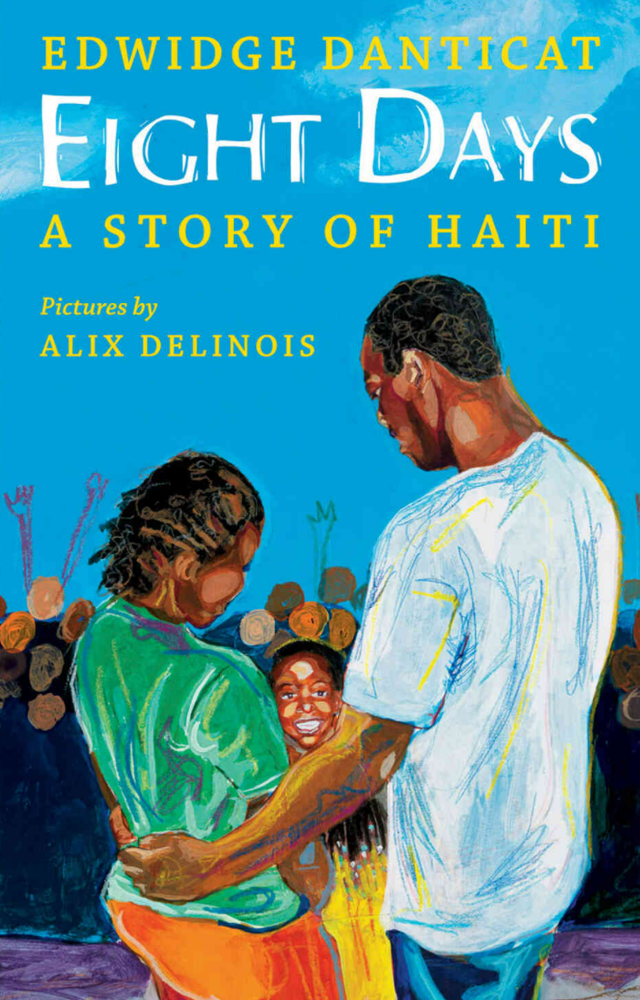 EDWIDGE DANTICAT
EIGHT DAYS
A STORY OF HAITI
Pictures by
ALIX DELINOIS